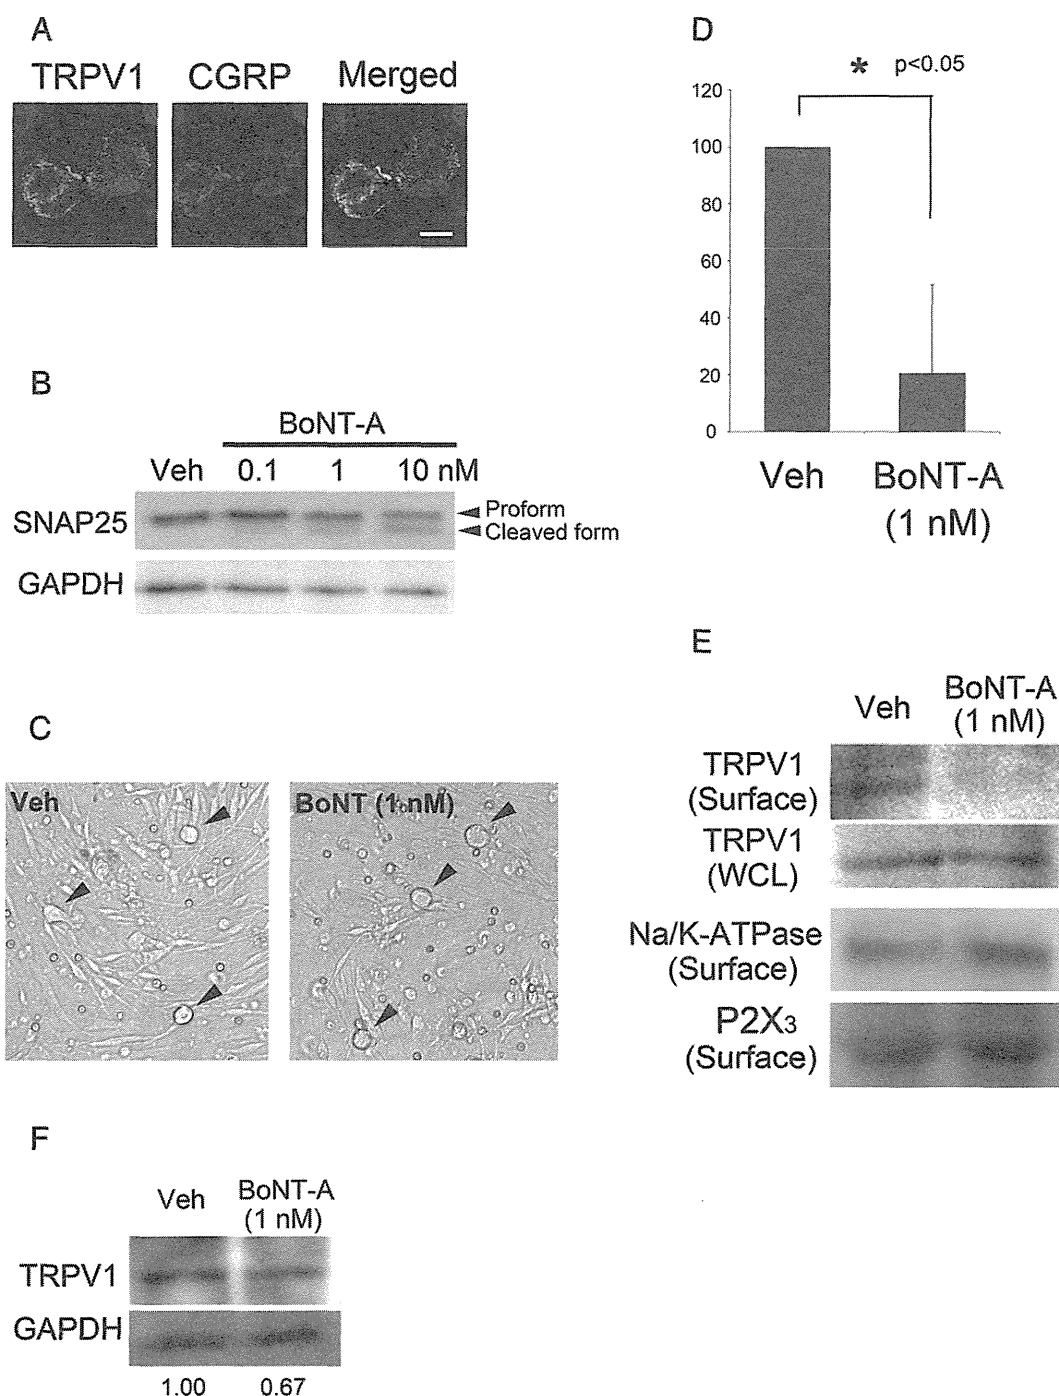 A
TRPV1 CGRP Merged
B
BoNT-A
Veh 0.1 1 10 nM
SNAP25
Proform
Cleaved form
GAPDH
C
Veh
BoNT (1 nM)
D
* p<0.05
120
100
80
60
40
20
0
Veh BoNT-A
(1 nM)
E
Veh BoNT-A
(1 nM)
TRPV1
(Surface)
TRPV1
(WCL)
Na/K-ATPase
(Surface)
P2X₃
(Surface)
F
Veh BoNT-A
(1 nM)
TRPV1
GAPDH
1.00 0.67